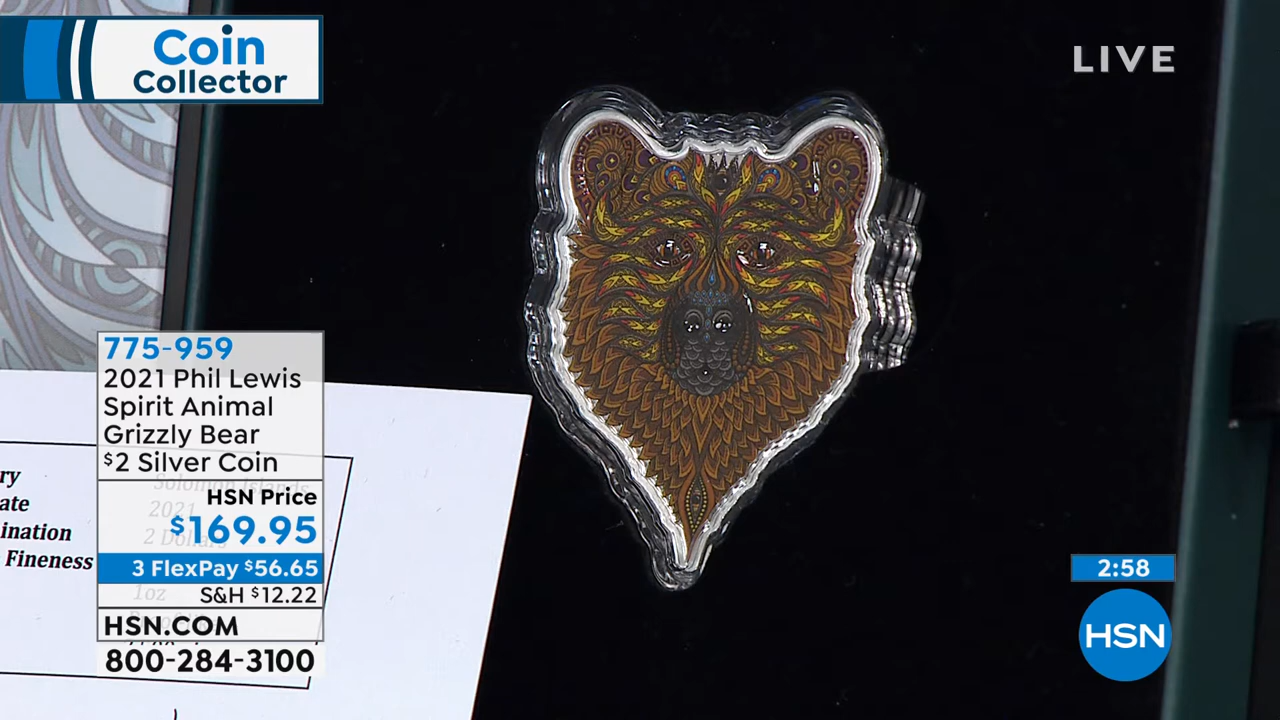 Coin
Collector
LIVE
775-959
2021 Phil Lewis
Spirit Animal
Grizzly Bear
$2 Silver Coin
HSN Price
$169.95
3 FlexPay $56.65
S&H $12.22
HSN.COM
800-284-3100
ry
ate
ination
Fineness
Solomon Islands
2021
2 Dollars
1oz
2:58
HSN